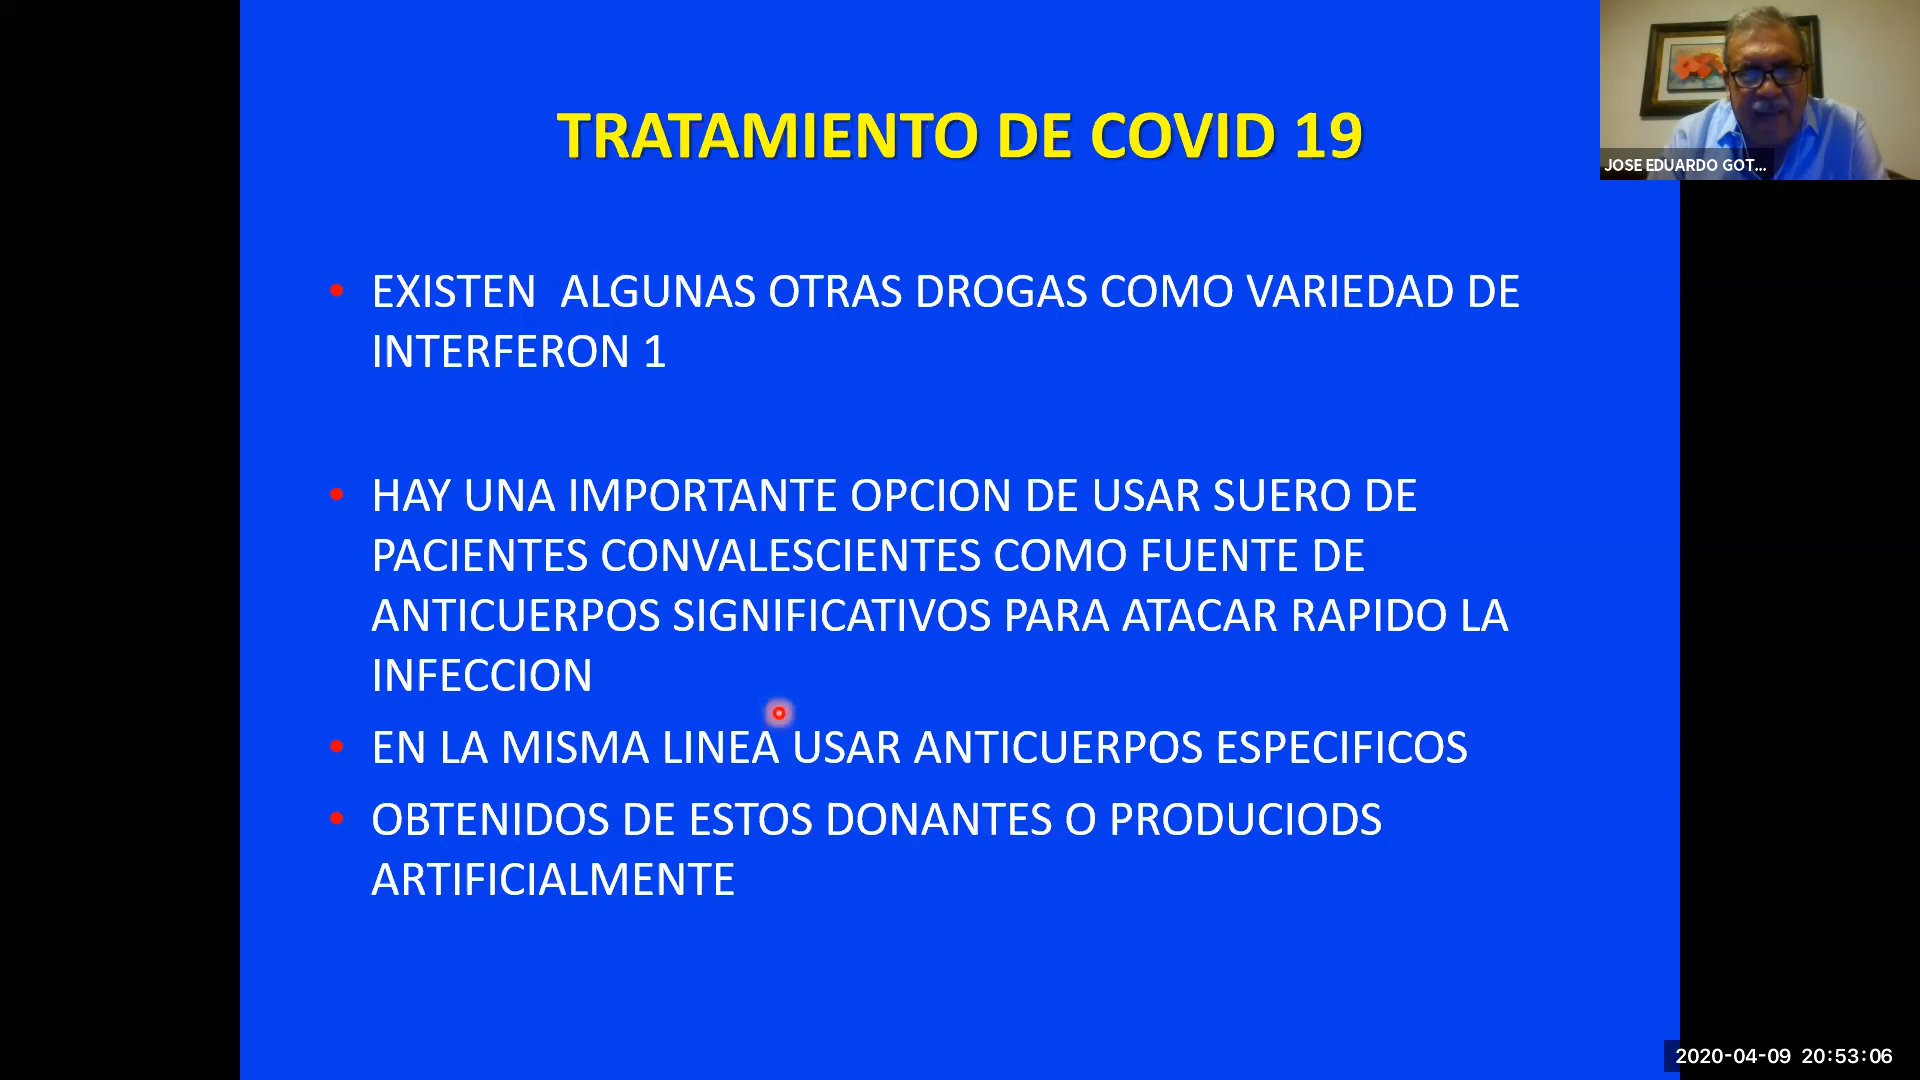 TRATAMIENTO DE COVID 19
JOSE EDUARDO GOT...
• EXISTEN  ALGUNAS OTRAS DROGAS COMO VARIEDAD DE
INTERFERON 1
• HAY UNA IMPORTANTE OPCION DE USAR SUERO DE
PACIENTES CONVALESCIENTES COMO FUENTE DE
ANTICUERPOS SIGNIFICATIVOS PARA ATACAR RAPIDO LA
INFECCION
• EN LA MISMA LINEA USAR ANTICUERPOS ESPECIFICOS
• OBTENIDOS DE ESTOS DONANTES O PRODUCIODS
ARTIFICIALMENTE
2020-04-09 20:53:06